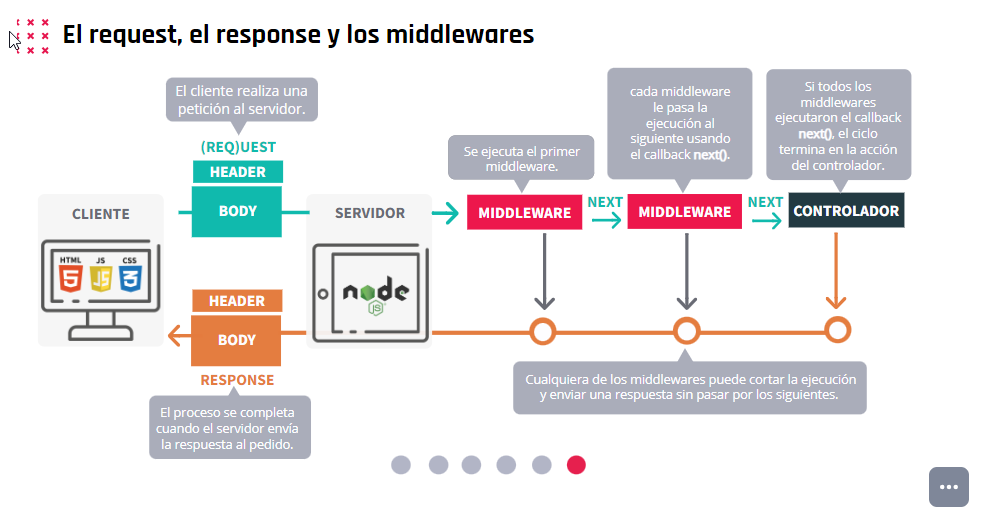 El request, el response y los middlewares
El cliente realiza una
petición al servidor.
(REQ)UEST
HEADER
BODY
CLIENTE
HTML
JS
CSS
SERVIDOR
node
JS
Se ejecuta el primer
middleware.
MIDDLEWARE
NEXT
cada middleware
le pasa la
ejecución al
siguiente usando
el callback next().
MIDDLEWARE
NEXT
Si todos los
middlewares
ejecutaron el callback
next(), el ciclo
termina en la acción
del controlador.
CONTROLADOR
HEADER
BODY
RESPONSE
El proceso se completa
cuando el servidor envía
la respuesta al pedido.
Cualquiera de los middlewares puede cortar la ejecución
y enviar una respuesta sin pasar por los siguientes.